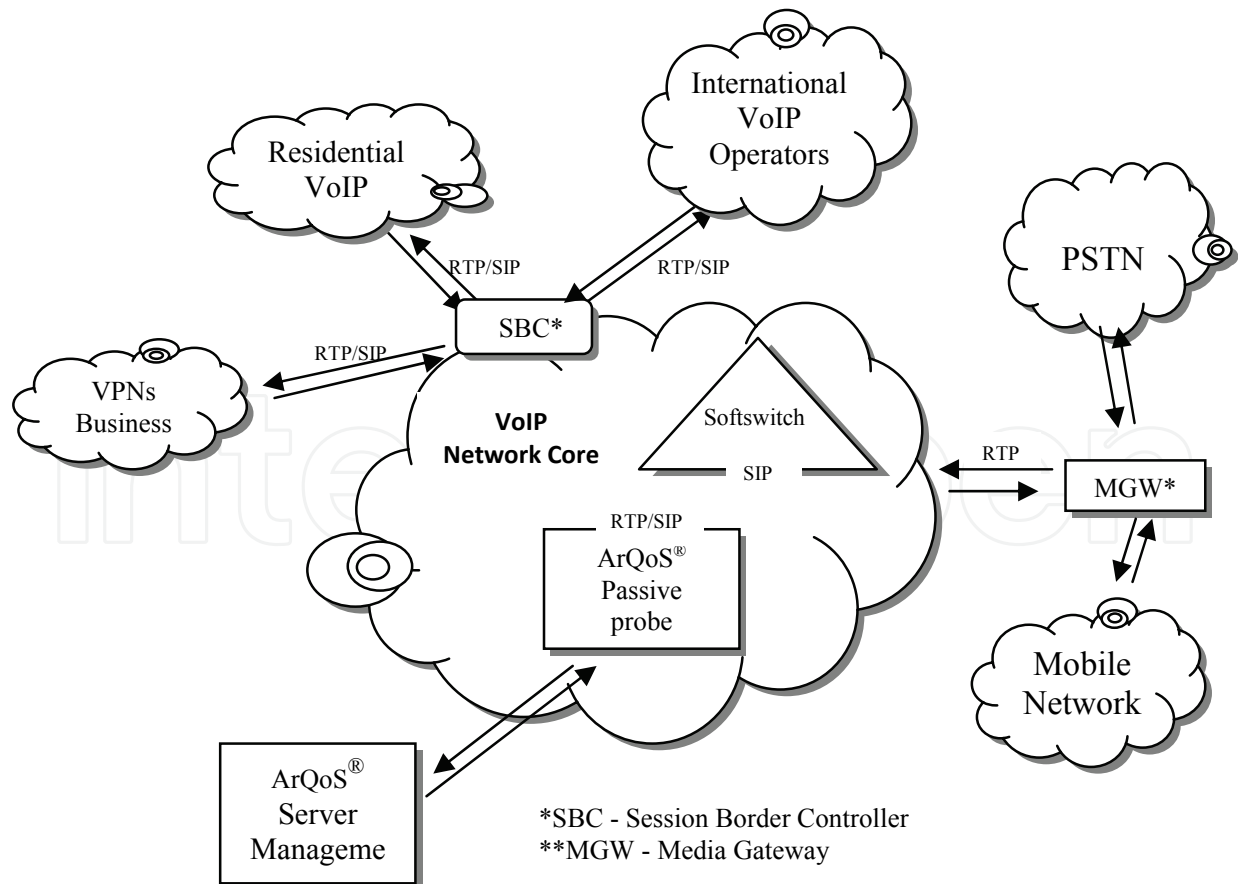 International
VoIP
Operators
Residential
VoIP
PSTN
RTP/SIP
RTP/SIP
SBC*
RTP/SIP
VPNs
Business
VoIP
Network Core
Softswitch
SIP
RTP
MGW*
RTP/SIP
ArQoS®
Passive
probe
Mobile
Network
ArQoS®
Server
Manageme
*SBC - Session Border Controller
**MGW - Media Gateway